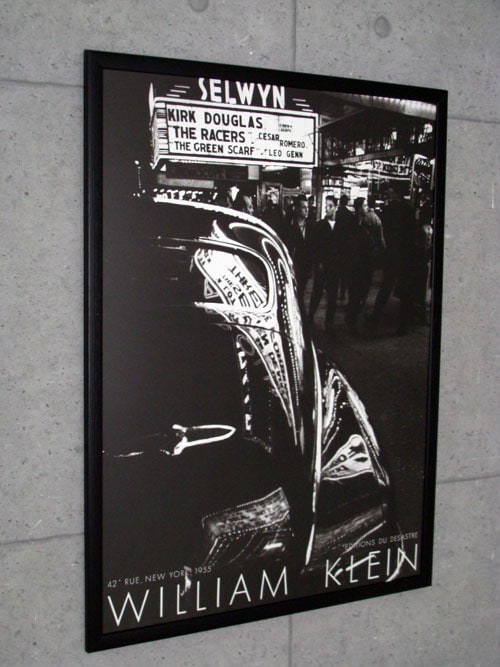 SELWYN
KIRK DOUGLAS
THE RACERS CESAR ROMERO
THE GREEN SCARF LEO GENN
42e RUE, NEW YORK 1955
EDITIONS DU DESASTRE
WILLIAM KLEIN